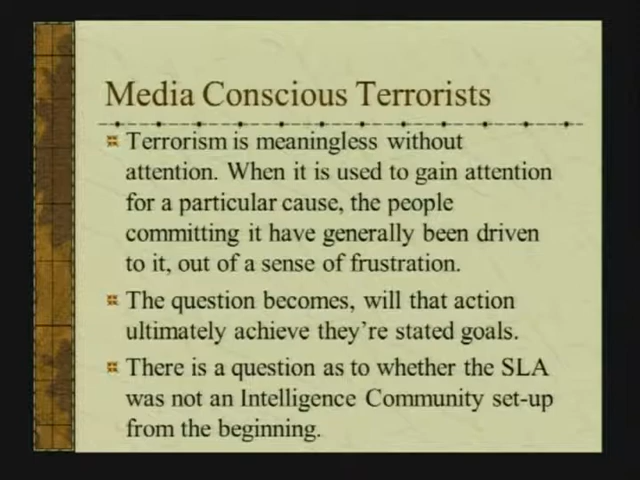 Media Conscious Terrorists
Terrorism is meaningless without
attention. When it is used to gain attention
for a particular cause, the people
committing it have generally been driven
to it, out of a sense of frustration.
The question becomes, will that action
ultimately achieve they're stated goals.
There is a question as to whether the SLA
was not an Intelligence Community set-up
from the beginning.